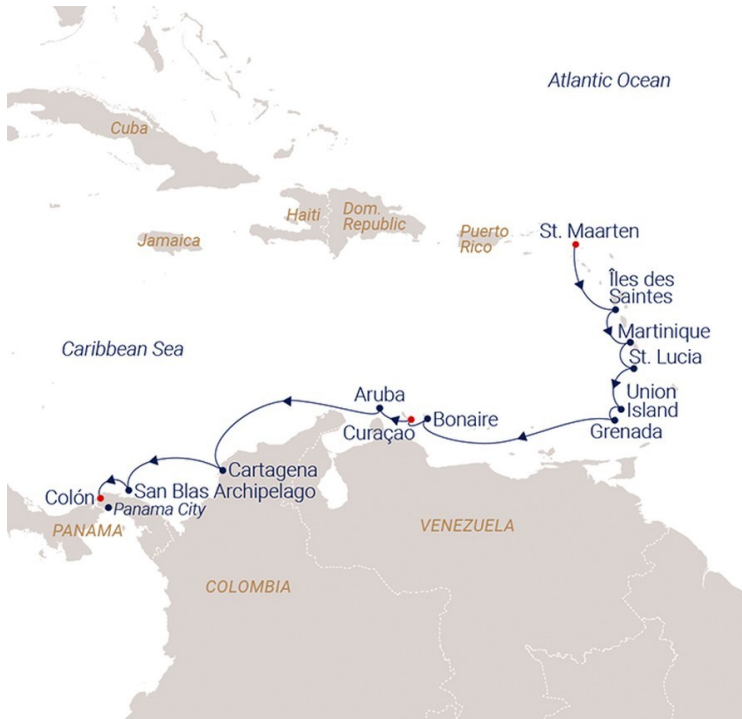 Atlantic Ocean
Cuba
Haiti
Dom.
Republic
Jamaica
Puerto
Rico
St. Maarten
Îles des
Saintes
Martinique
St. Lucia
Caribbean Sea
Union
Island
Grenada
Aruba
Bonaire
Curaçao
Cartagena
San Blas Archipelago
Colón
Panama City
PANAMA
VENEZUELA
COLOMBIA